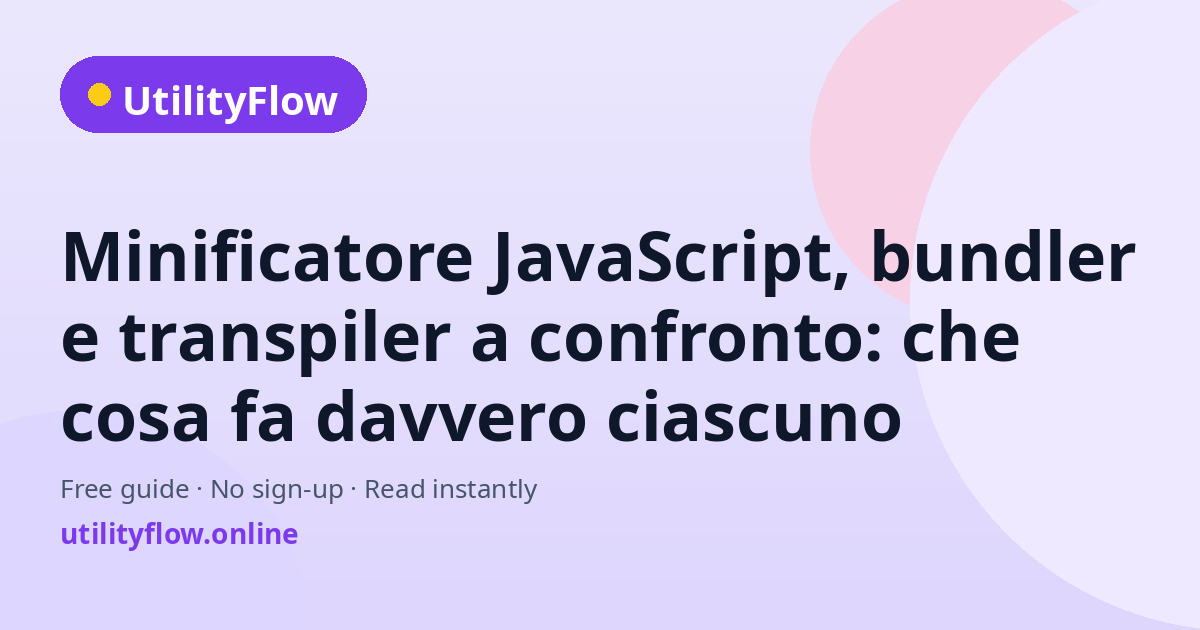 UtilityFlow
Minificatore JavaScript, bundler
e transpiler a confronto: che
cosa fa davvero ciascuno
Free guide · No sign-up · Read instantly
utilityflow.online